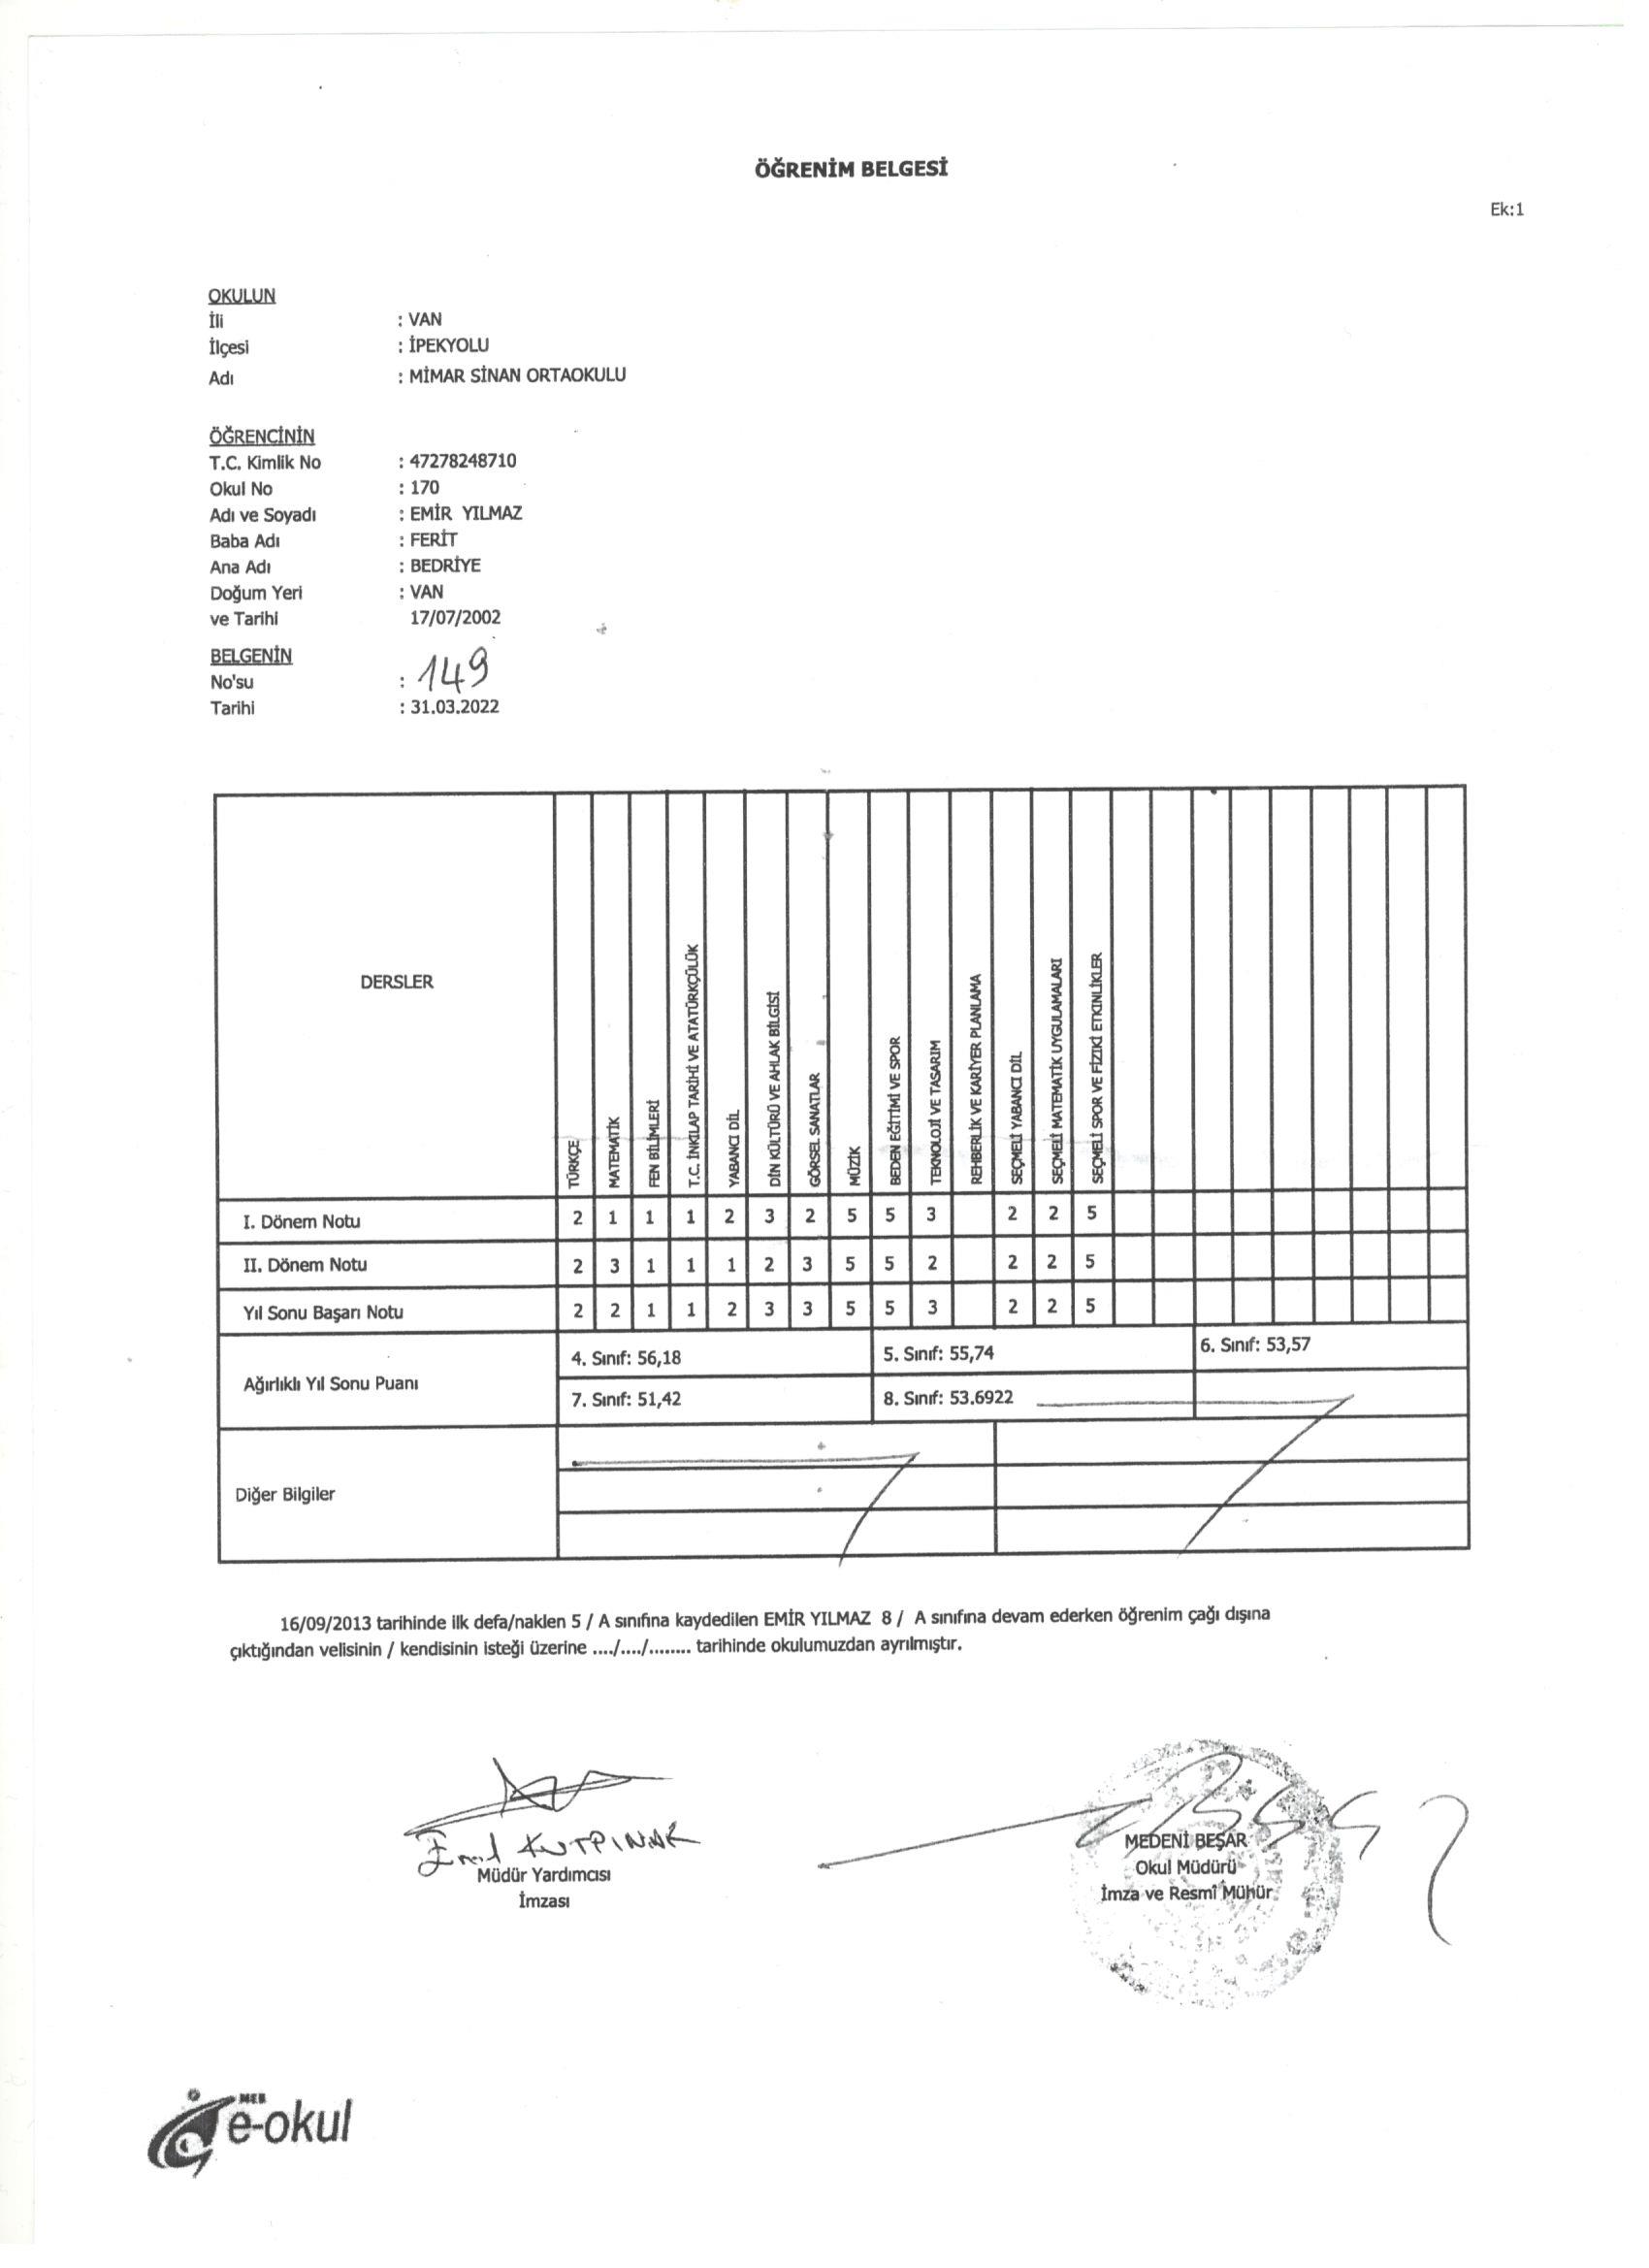 ÖĞRENİM BELGESİ
Ek:1
OKULUN
İli : VAN
İlçesi : İPEKYOLU
Adı : MİMAR SİNAN ORTAOKULU
ÖĞRENCİNİN
T.C. Kimlik No : 47278248710
Okul No : 170
Adı ve Soyadı : EMİR YILMAZ
Baba Adı : FERİT
Ana Adı : BEDRİYE
Doğum Yeri : VAN
ve Tarihi 17/07/2002
BELGENİN
No'su : 149
Tarihi : 31.03.2022
DERSLER
TÜRKÇE
MATEMATİK
FEN BİLİMLERİ
T.C. İNKILAP TARİHİ VE ATATÜRKÇÜLÜK
YABANCI DİL
DİN KÜLTÜRÜ VE AHLAK BİLGİSİ
GÖRSEL SANATLAR
MÜZİK
BEDEN EĞİTİMİ VE SPOR
TEKNOLOJİ VE TASARIM
REHBERLİK VE KARİYER PLANLAMA
SEÇMELİ YABANCI DİL
SEÇMELİ MATEMATİK UYGULAMALARI
SEÇMELİ SPOR VE FİZİKİ ETKİNLİKLER
I. Dönem Notu 2 1 1 1 2 3 2 5 5 3 2 2 5
II. Dönem Notu 2 3 1 1 1 2 3 5 5 2 2 2 5
Yıl Sonu Başarı Notu 2 2 1 1 2 3 3 5 5 3 2 2 5
Ağırlıklı Yıl Sonu Puanı
4. Sınıf: 56,18 5. Sınıf: 55,74 6. Sınıf: 53,57
7. Sınıf: 51,42 8. Sınıf: 53.6922
Diğer Bilgiler
16/09/2013 tarihinde ilk defa/naklen 5 / A sınıfına kaydedilen EMİR YILMAZ 8 / A sınıfına devam ederken öğrenim çağı dışına
çıktığından velisinin / kendisinin isteği üzerine ..../..../........ tarihinde okulumuzdan ayrılmıştır.
KUTPINAR
Müdür Yardımcısı
İmzası
MEDENİ BEŞAR
Okul Müdürü
İmza ve Resmî Mühür
MEB
e-okul